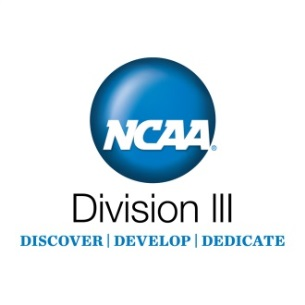 NCAA®
Division III
DISCOVER | DEVELOP | DEDICATE